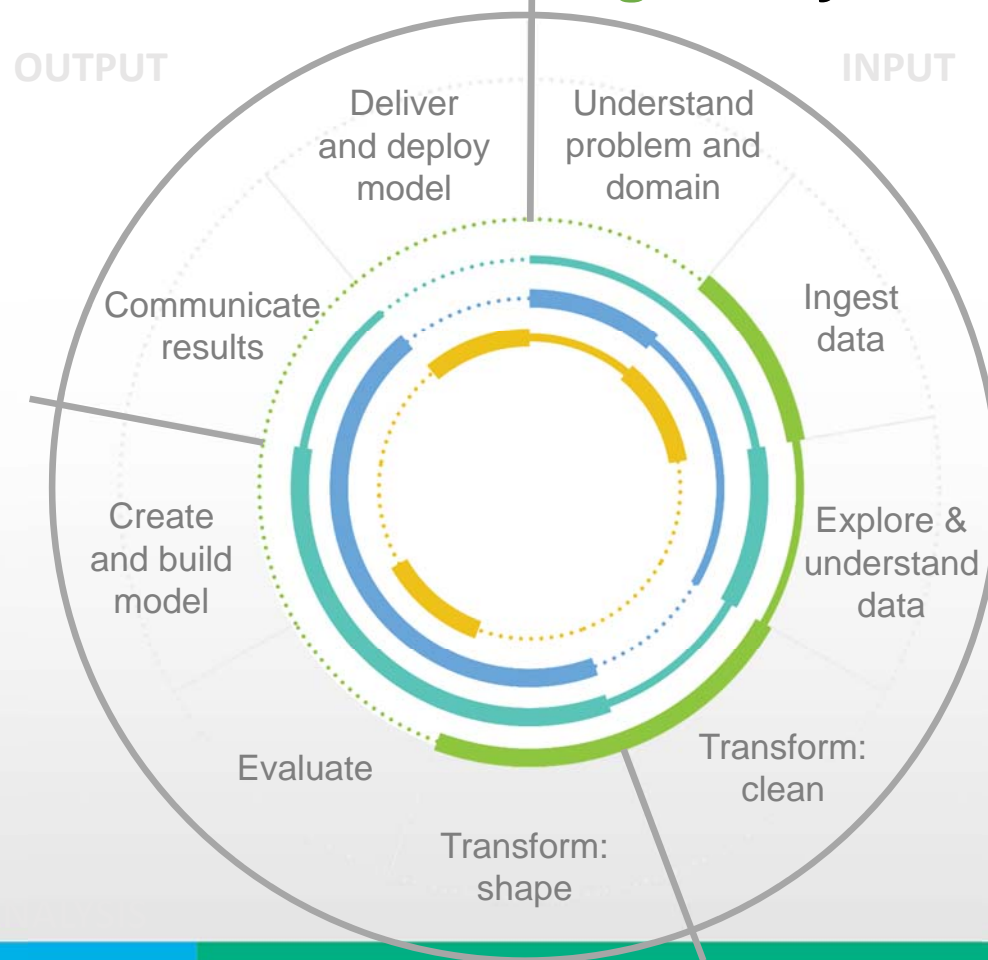 OUTPUT
INPUT
Deliver
and deploy
model
Understand
problem and
domain
Ingest
data
Explore &
understand
data
Transform:
clean
Transform:
shape
Evaluate
Create
and build
model
Communicate
results